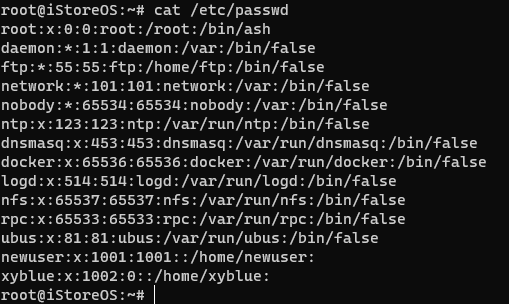 root@iStoreOS:~# cat /etc/passwd
root:x:0:0:root:/root:/bin/ash
daemon:*:1:1:daemon:/var:/bin/false
ftp:*:55:55:ftp:/home/ftp:/bin/false
network:*:101:101:network:/var:/bin/false
nobody:*:65534:65534:nobody:/var:/bin/false
ntp:x:123:123:ntp:/var/run/ntp:/bin/false
dnsmasq:x:453:453:dnsmasq:/var/run/dnsmasq:/bin/false
docker:x:65536:65536:docker:/var/run/docker:/bin/false
logd:x:514:514:logd:/var/run/logd:/bin/false
nfs:x:65537:65537:nfs:/var/run/nfs:/bin/false
rpc:x:65533:65533:rpc:/var/run/rpc:/bin/false
ubus:x:81:81:ubus:/var/run/ubus:/bin/false
newuser:x:1001:1001::/home/newuser:
xyblue:x:1002:0::/home/xyblue:
root@iStoreOS:~#